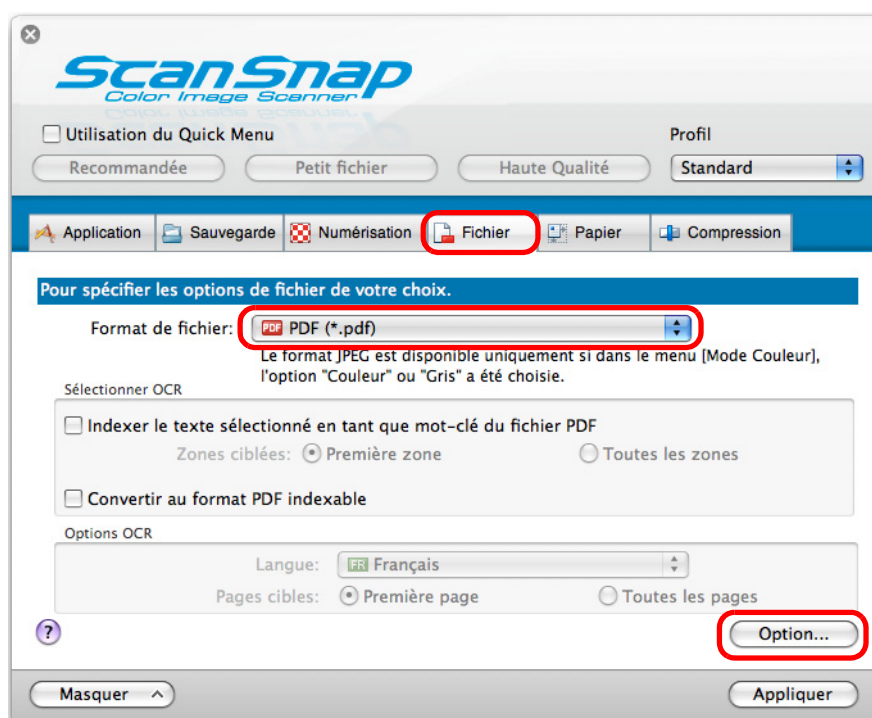 ScanSnap
Color Image Scanner
Utilisation du Quick Menu
Profil
Recommandée Petit fichier Haute Qualité Standard
Application Sauvegarde Numérisation Fichier Papier Compression
Pour spécifier les options de fichier de votre choix.
Format de fichier: PDF PDF (*.pdf)
Le format JPEG est disponible uniquement si dans le menu [Mode Couleur],
l'option "Couleur" ou "Gris" a été choisie.
Sélectionner OCR
Indexer le texte sélectionné en tant que mot-clé du fichier PDF
Zones ciblées: Première zone Toutes les zones
Convertir au format PDF indexable
Options OCR
Langue: FR Français
Pages cibles: Première page Toutes les pages
? Option...
Masquer Appliquer